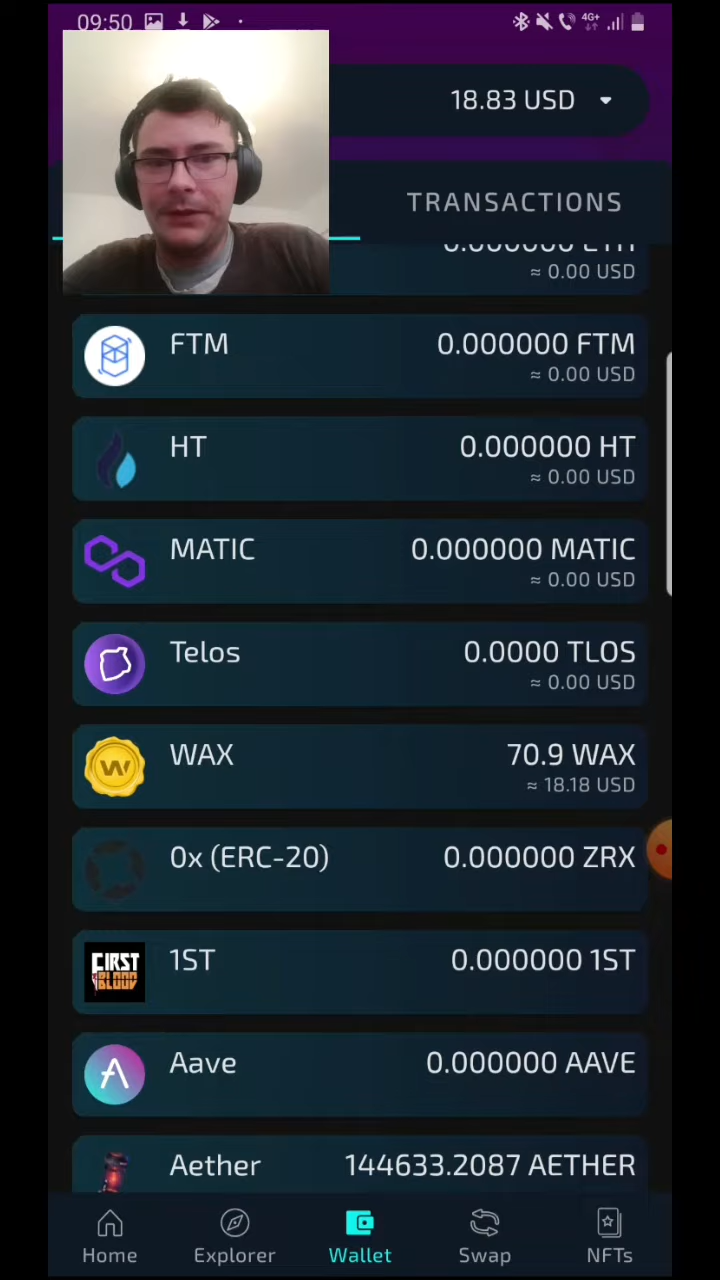 09:50
4G+
18.83 USD
TRANSACTIONS
≈ 0.00 USD
FTM 0.000000 FTM
≈ 0.00 USD
HT 0.000000 HT
≈ 0.00 USD
MATIC 0.000000 MATIC
≈ 0.00 USD
Telos 0.0000 TLOS
≈ 0.00 USD
WAX 70.9 WAX
≈ 18.18 USD
0x (ERC-20) 0.000000 ZRX
FIRST
BLOOD
1ST 0.000000 1ST
Aave 0.000000 AAVE
Aether 144633.2087 AETHER
Home Explorer Wallet Swap NFTs